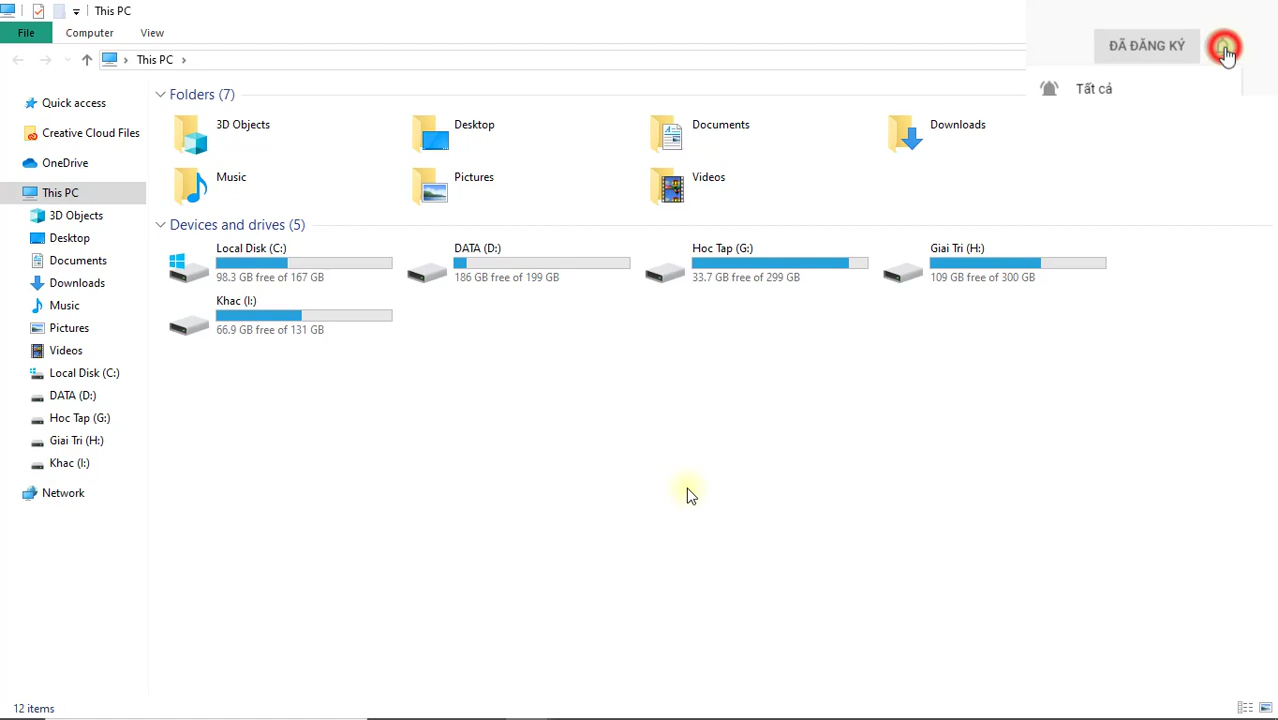 This PC
File Computer View
This PC
ĐÃ ĐĂNG KÝ
Tất cả
Quick access
Creative Cloud Files
OneDrive
This PC
3D Objects
Desktop
Documents
Downloads
Music
Pictures
Videos
Local Disk (C:)
DATA (D:)
Hoc Tap (G:)
Giai Tri (H:)
Khac (I:)
Network
Folders (7)
3D Objects
Desktop
Documents
Downloads
Music
Pictures
Videos
Devices and drives (5)
Local Disk (C:)
98.3 GB free of 167 GB
DATA (D:)
186 GB free of 199 GB
Hoc Tap (G:)
33.7 GB free of 299 GB
Giai Tri (H:)
109 GB free of 300 GB
Khac (I:)
66.9 GB free of 131 GB
12 items